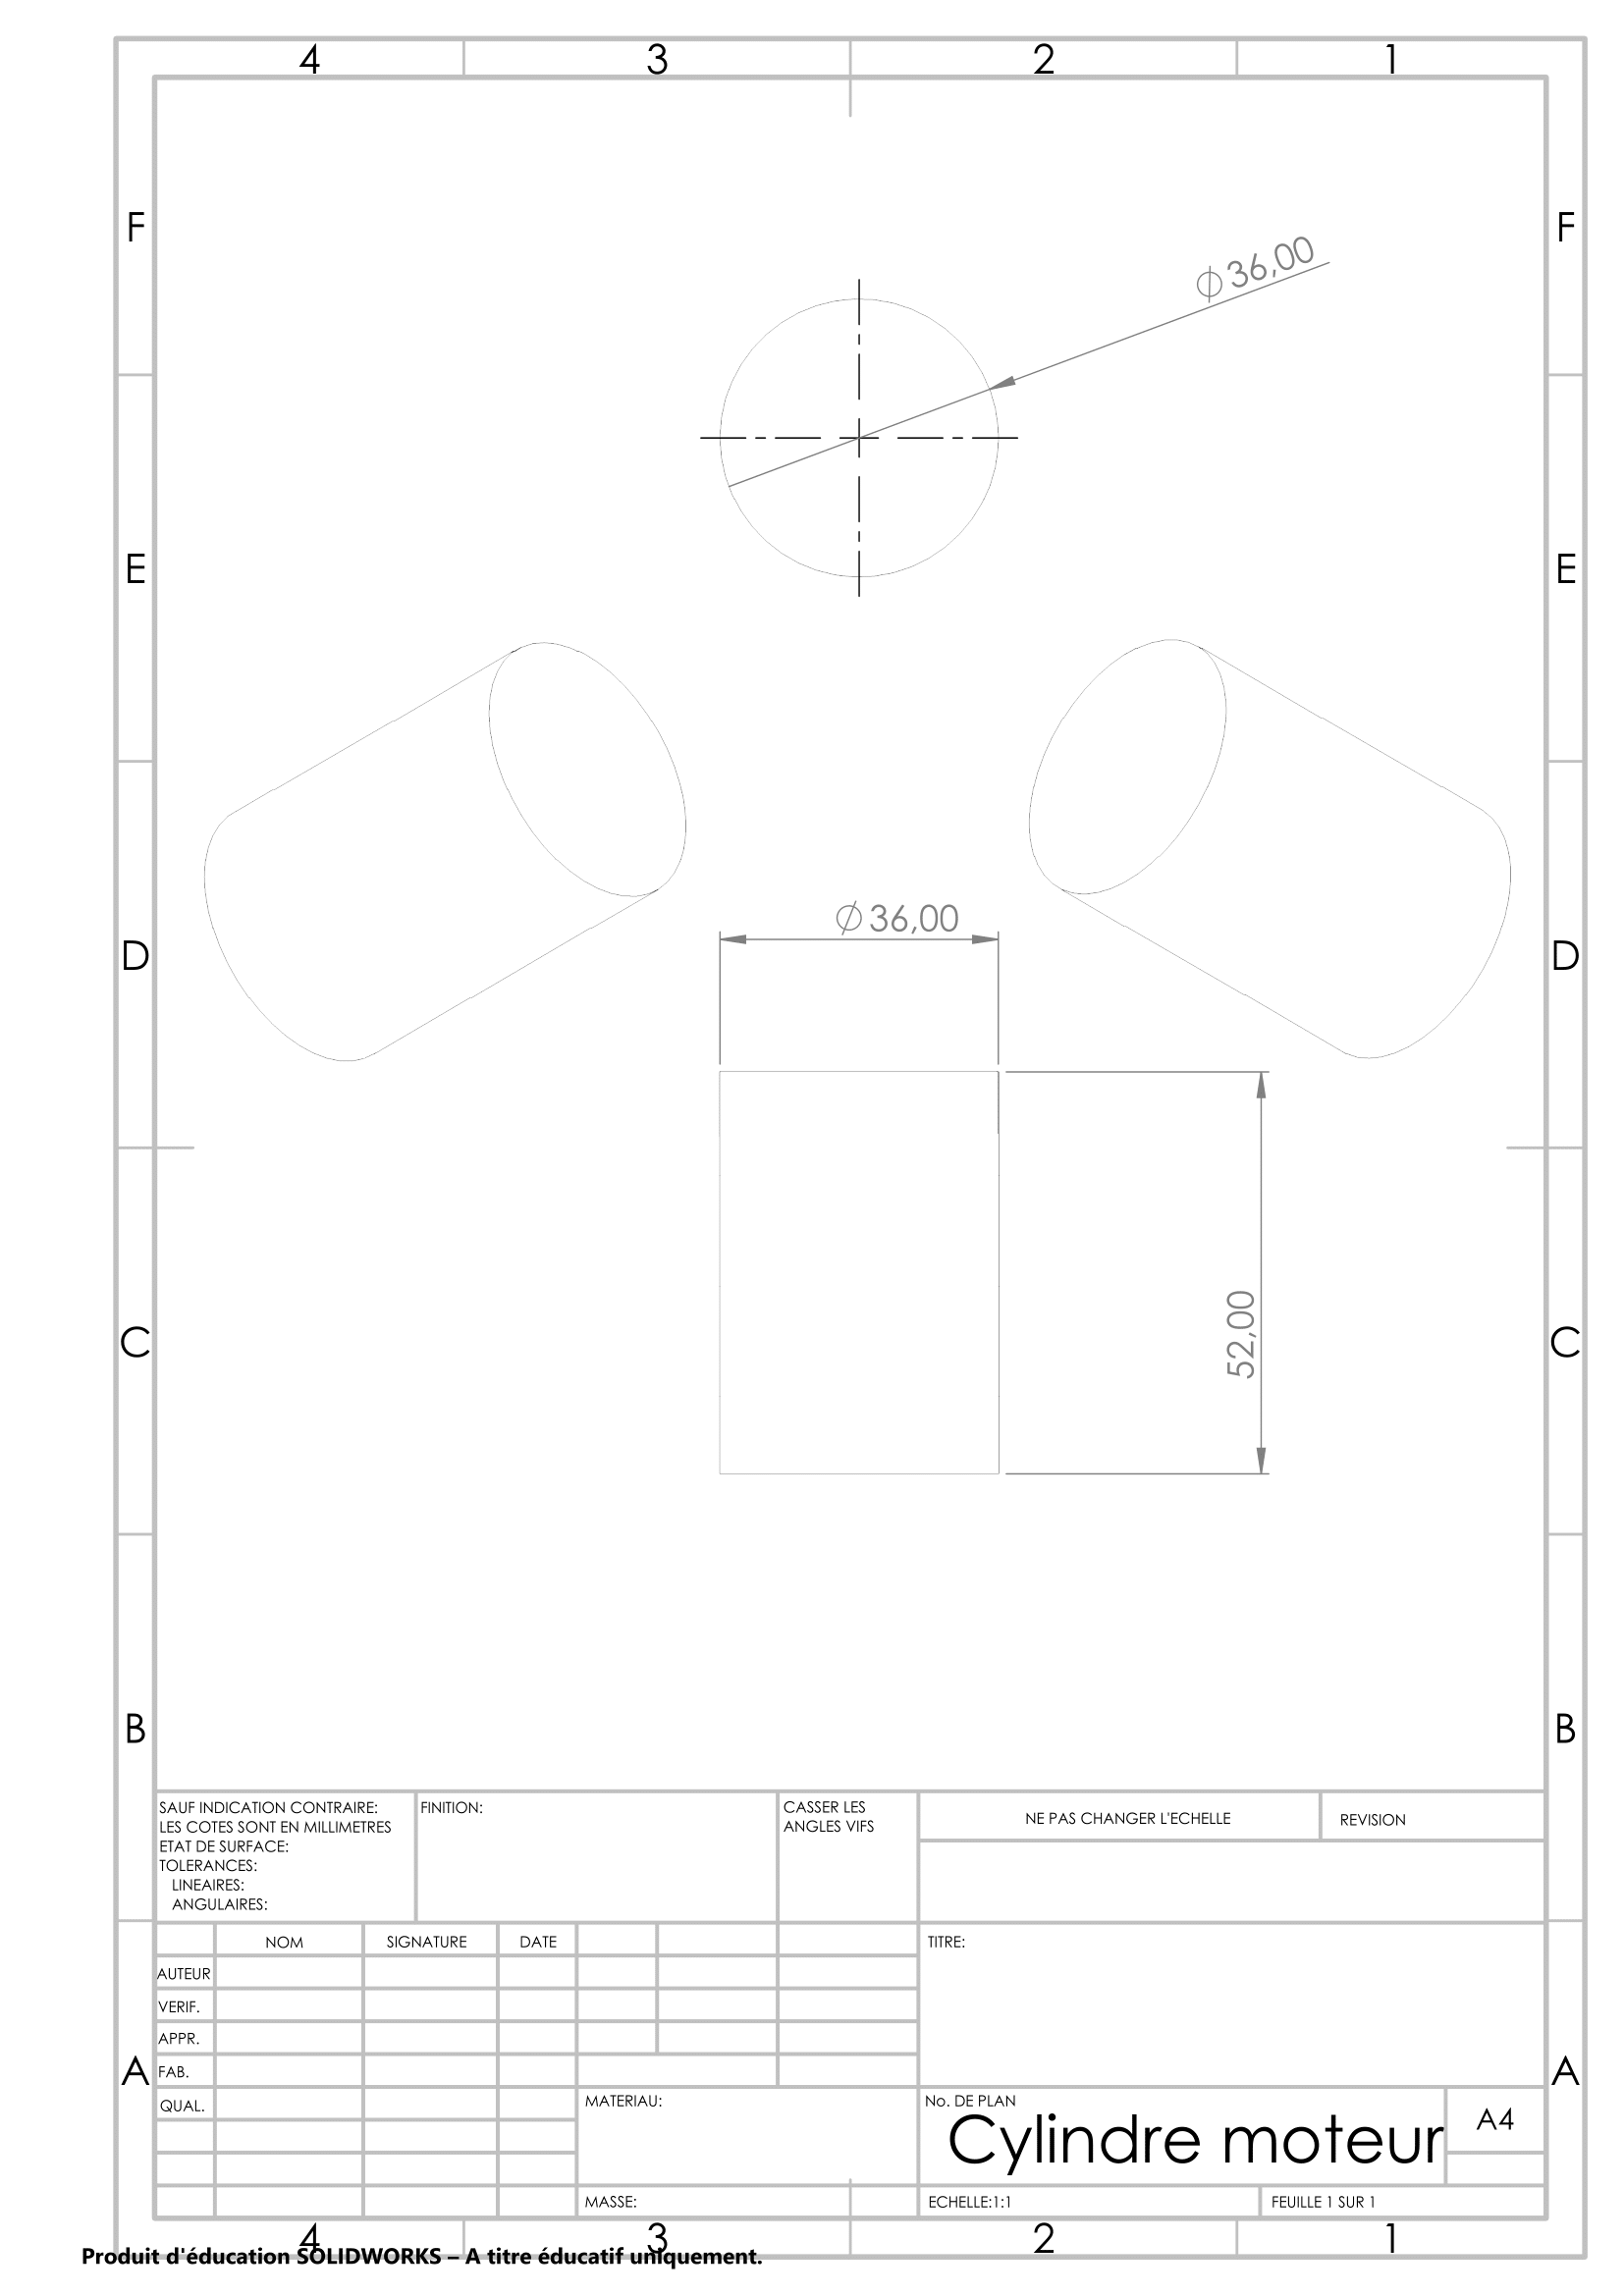 4 3 2 1
F F
⌀36,00
E E
⌀36,00
D D
52,00
C C
B B
SAUF INDICATION CONTRAIRE:
LES COTES SONT EN MILLIMETRES
ETAT DE SURFACE:
TOLERANCES:
LINEAIRES:
ANGULAIRES:
FINITION:
CASSER LES
ANGLES VIFS
NE PAS CHANGER L'ECHELLE
REVISION
NOM SIGNATURE DATE
AUTEUR
VERIF.
APPR.
FAB.
QUAL.
TITRE:
A A
MATERIAU:
No. DE PLAN
Cylindre moteur
A4
MASSE:
ECHELLE:1:1
FEUILLE 1 SUR 1
4 3 2 1
Produit d'éducation SOLIDWORKS – A titre éducatif uniquement.